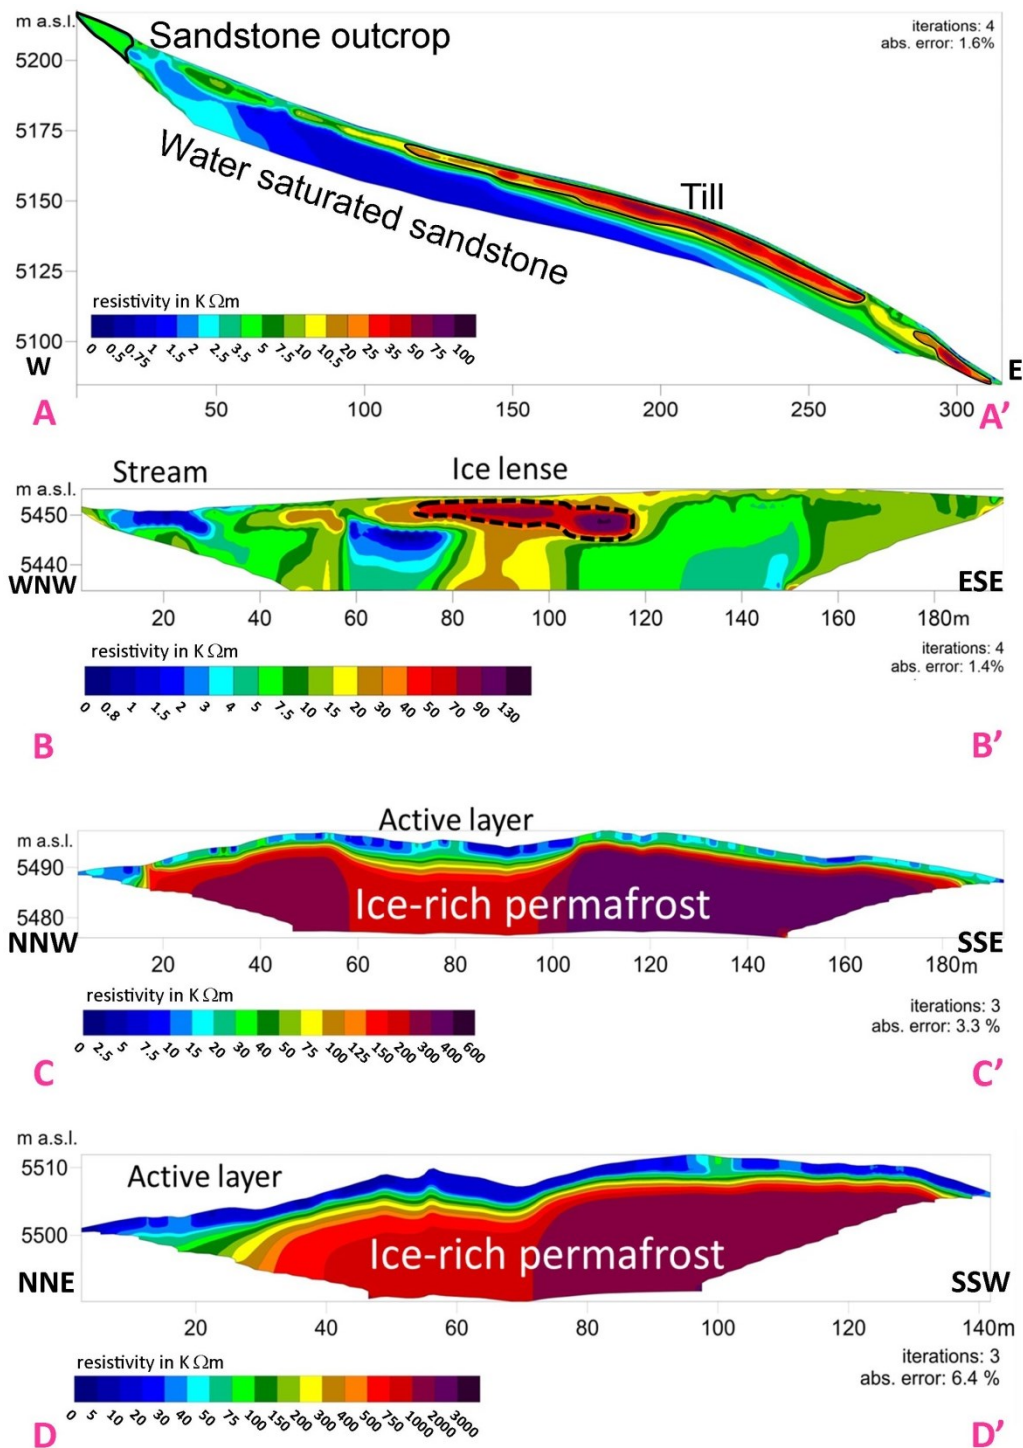 m a.s.l.
iterations: 4
abs. error: 1.6%
Sandstone outcrop
5200
5175
Water saturated sandstone
5150
Till
5125
resistivity in K Ωm
5100
0 0.5 0.75 1 1.5 2 2.5 3.5 5 7.5 10 10.5 20 25 35 50 75 100
W
E
50 100 150 200 250 300
A
A'
Stream
Ice lense
m a.s.l.
5450
5440
WNW
ESE
20 40 60 80 100 120 140 160 180m
resistivity in K Ωm
iterations: 4
abs. error: 1.4%
0 0.8 1 1.5 2 3 4 5 7.5 10 15 20 30 40 50 70 90 130
B
B'
Active layer
m a.s.l.
5490
Ice-rich permafrost
5480
NNW
SSE
20 40 60 80 100 120 140 160 180m
resistivity in K Ωm
iterations: 3
abs. error: 3.3 %
0 2.5 5 7.5 10 15 20 30 40 50 75 100 125 150 200 300 400 600
C
C'
m a.s.l.
5510
Active layer
5500
Ice-rich permafrost
NNE
SSW
20 40 60 80 100 120 140m
resistivity in K Ωm
iterations: 3
abs. error: 6.4 %
0 5 10 20 30 40 50 75 100 150 200 300 400 500 750 1000 2000 3000
D
D'